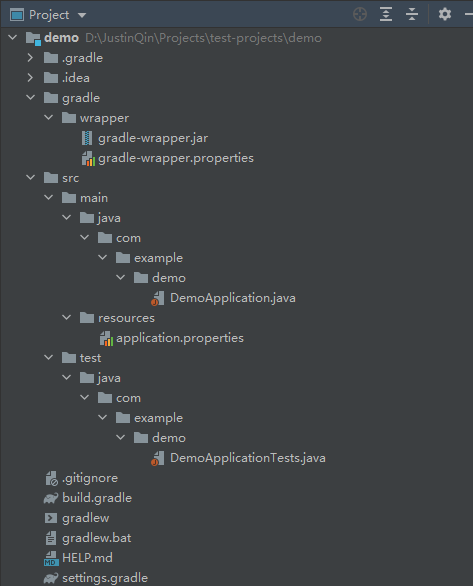 Project
demo D:\JustinQin\Projects\test-projects\demo
.gradle
.idea
gradle
wrapper
gradle-wrapper.jar
gradle-wrapper.properties
src
main
java
com
example
demo
DemoApplication.java
resources
application.properties
test
java
com
example
demo
DemoApplicationTests.java
.gitignore
build.gradle
gradlew
gradlew.bat
MD HELP.md
settings.gradle